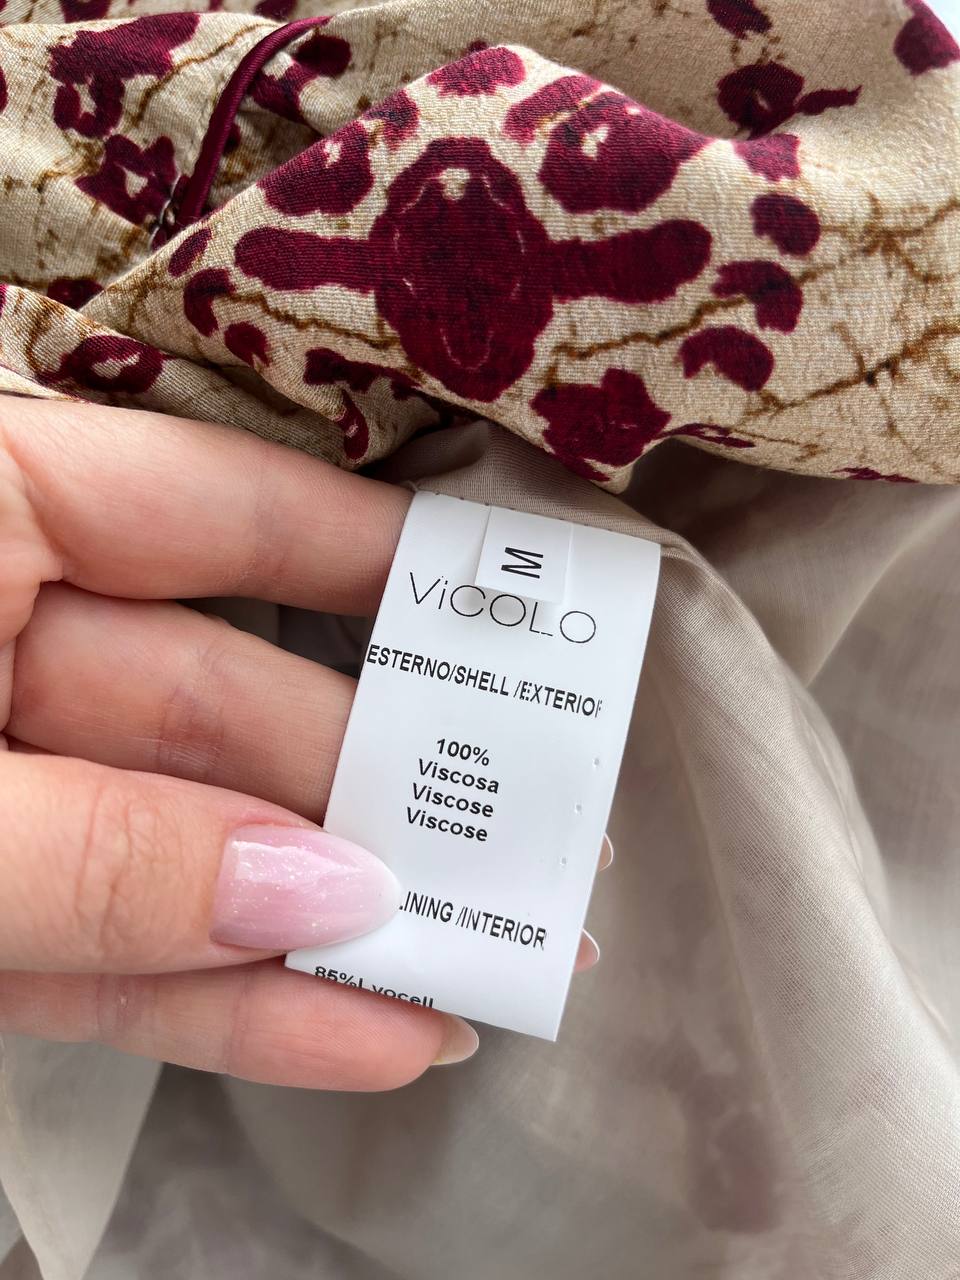 M
ViCOLO
ESTERNO/SHELL /EXTERIOR
100%
Viscosa
Viscose
Viscose
LINING /INTERIOR
85%Lyocell